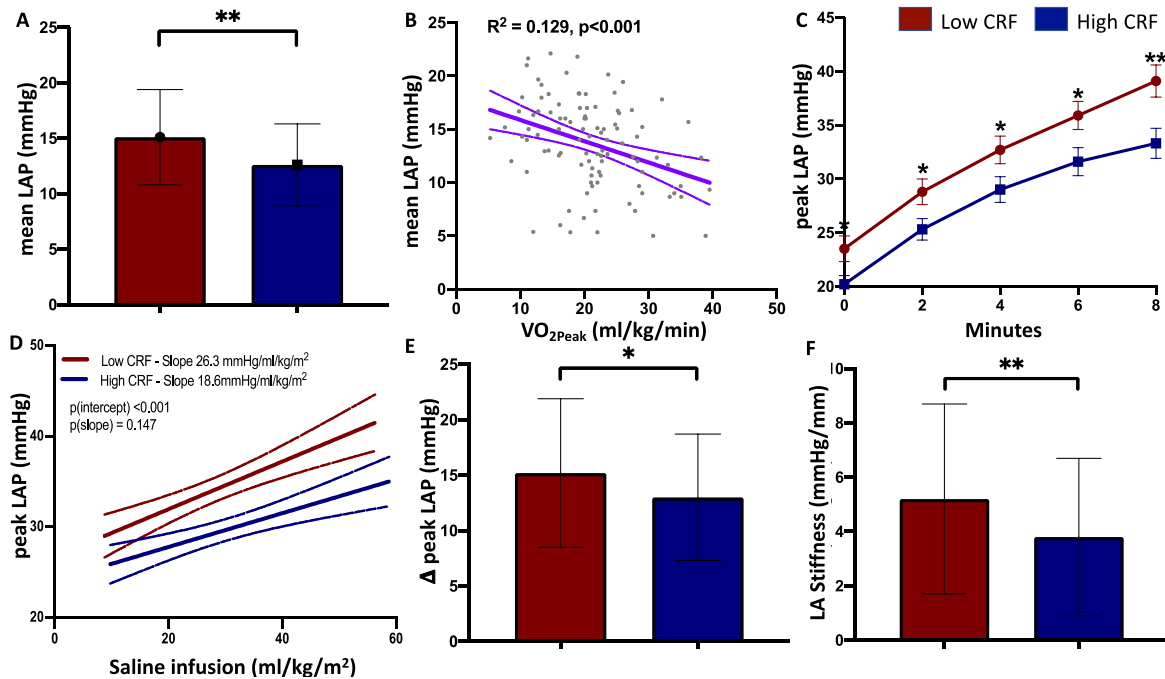 A
**
mean LAP (mmHg)
25
20
15
10
5
0
B
R² = 0.129, p<0.001
mean LAP (mmHg)
25
20
15
10
5
0
0 10 20 30 40 50
VO₂Peak (ml/kg/min)
C
Low CRF High CRF
peak LAP (mmHg)
45
40
35
30
25
20
* * * * **
0 2 4 6 8
Minutes
D
Low CRF - Slope 26.3 mmHg/ml/kg/m²
High CRF - Slope 18.6mmHg/ml/kg/m²
p(intercept) <0.001
p(slope) = 0.147
peak LAP (mmHg)
50
40
30
20
0 20 40 60
Saline infusion (ml/kg/m²)
E
*
Δ peak LAP (mmHg)
25
20
15
10
5
0
F
**
LA Stiffness (mmHg/mm)
10
8
6
4
2
0